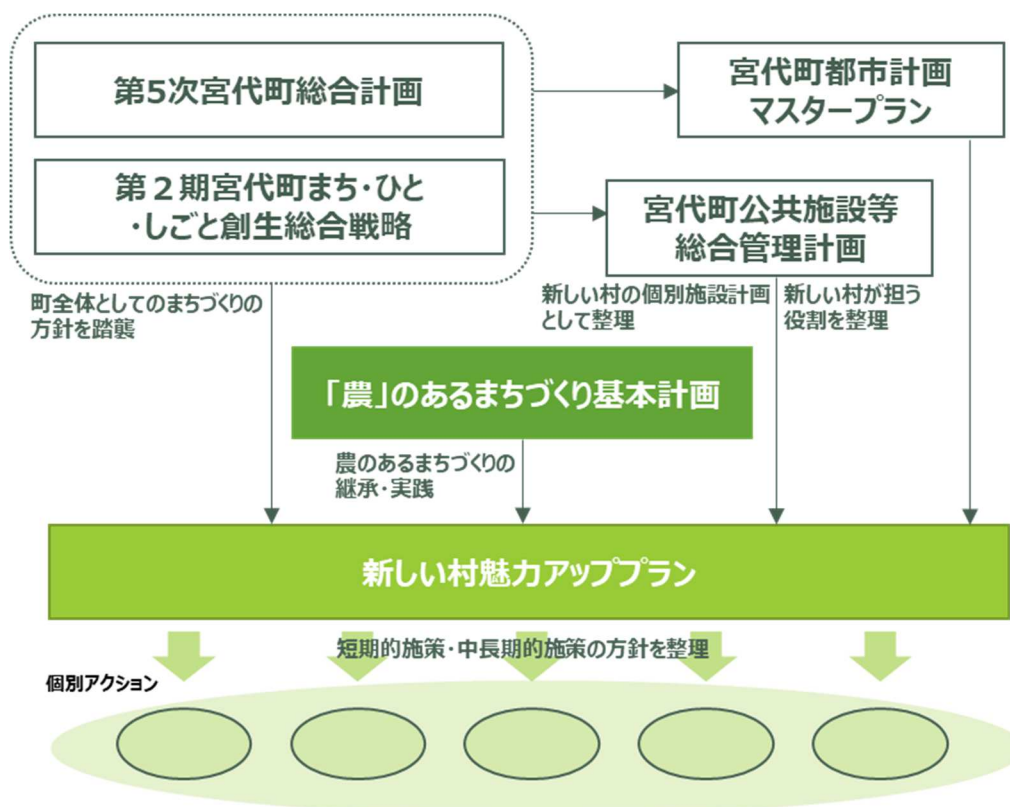 第5次宮代町総合計画
宮代町都市計画
マスタープラン
第２期宮代町まち・ひと
・しごと創生総合戦略
宮代町公共施設等
総合管理計画
町全体としてのまちづくりの
方針を踏襲
新しい村の個別施設計画
として整理
新しい村が担う
役割を整理
「農」のあるまちづくり基本計画
農のあるまちづくりの
継承・実践
新しい村魅力アッププラン
短期的施策・中長期的施策の方針を整理
個別アクション